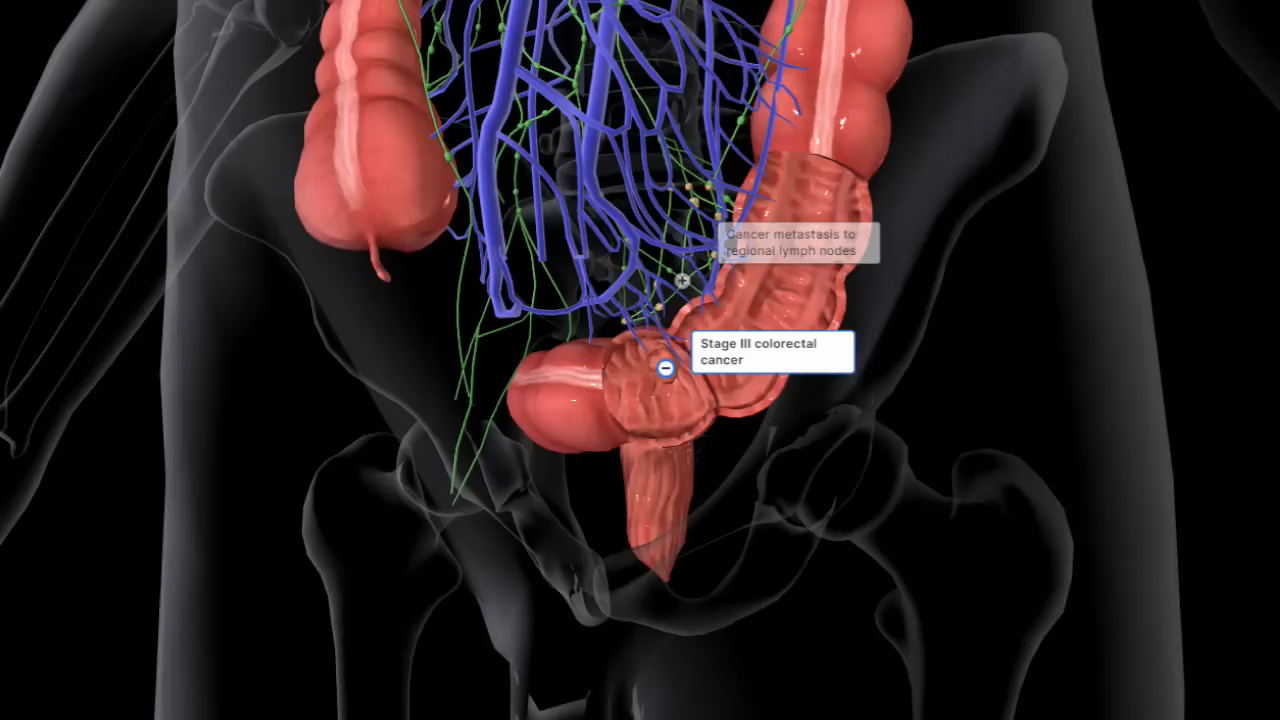 Cancer metastasis to
regional lymph nodes
Stage III colorectal
cancer